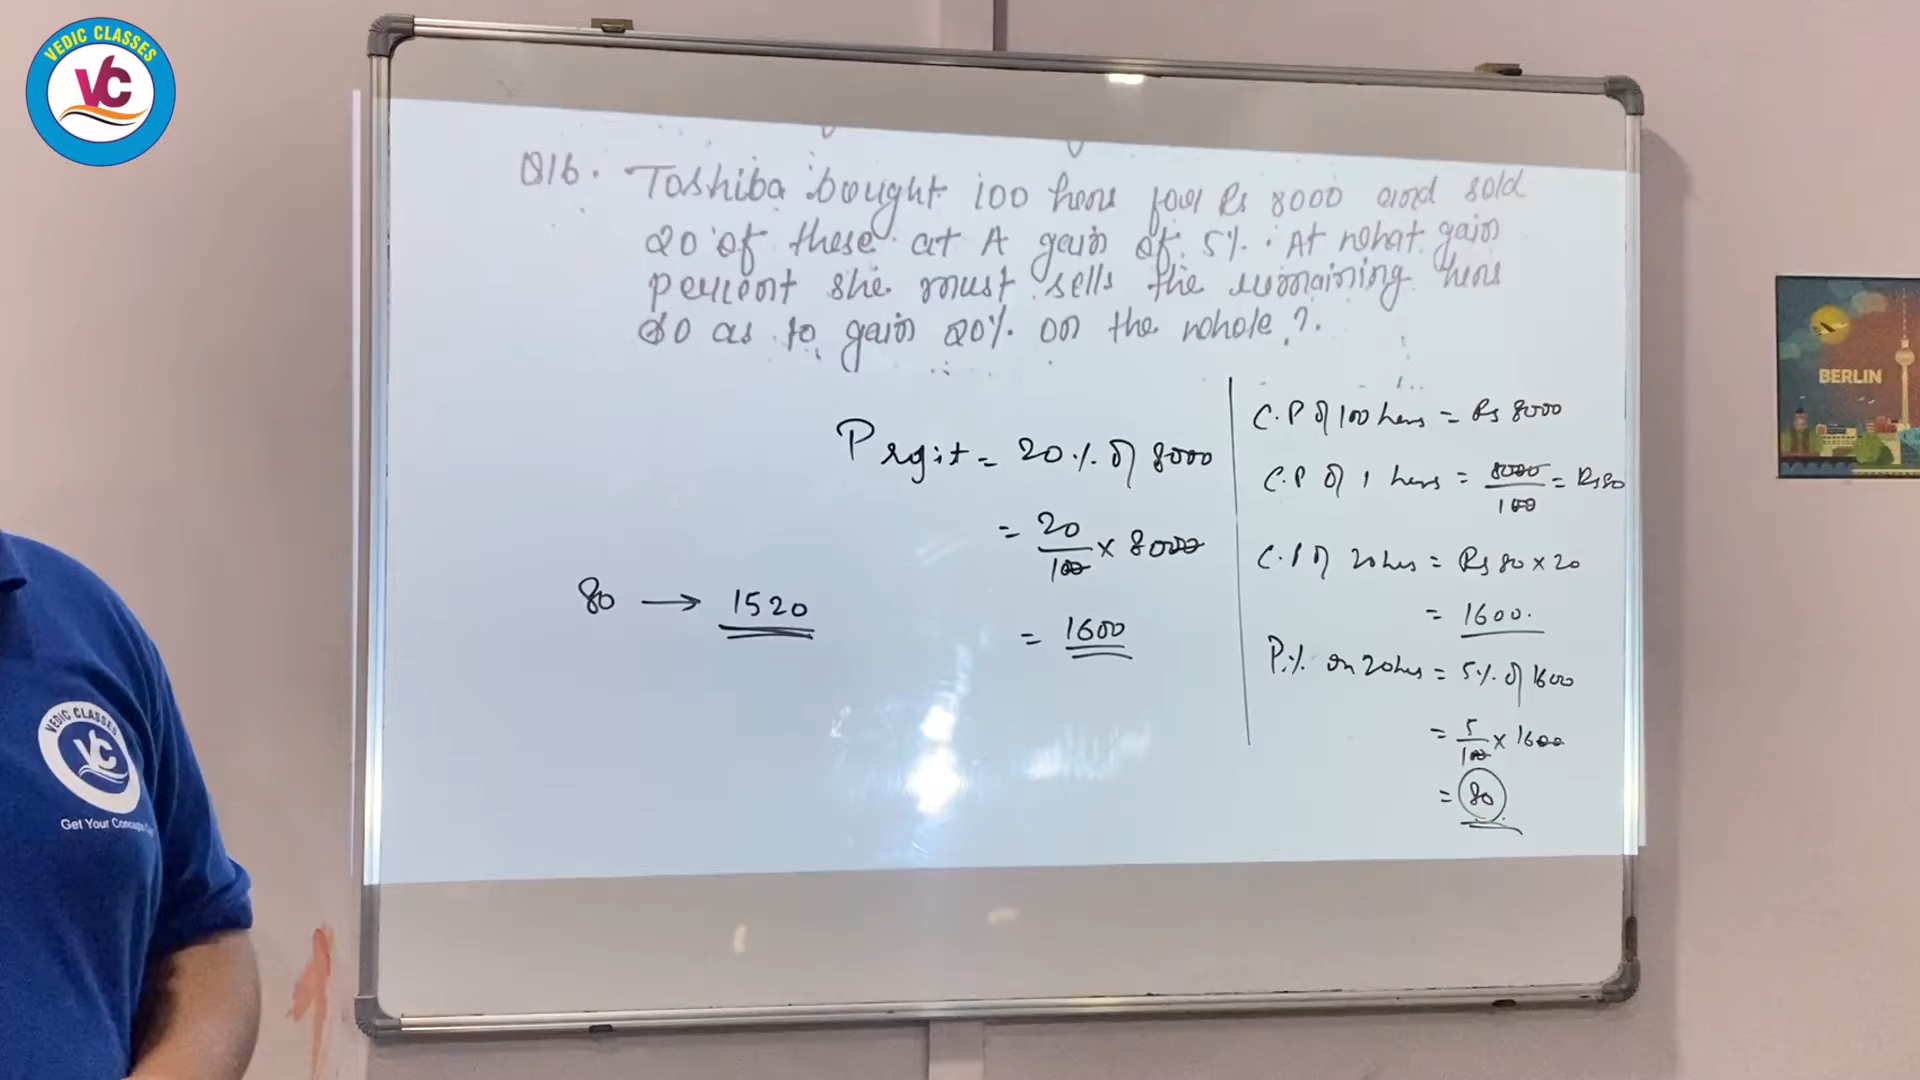 VEDIC CLASSES
VC
Q16. Toshiba bought 100 hens for Rs 8000 and sold
20 of these at A gain of 5%. At what gain
percent she must sells the remaining hens
so as to gain 20% on the whole?.
Profit = 20% of 8000
= 20/100 × 8000
= 1600
80 → 1520
C.P of 100 hens = Rs 8000
C.P of 1 hens = 8000/100 = Rs 80
C.P of 20 hens = Rs 80 × 20
= 1600.
P.% on 20 hens = 5% of 1600
= 5/100 × 1600
= 80
BERLIN
VEDIC CLASSES
VC
Get Your